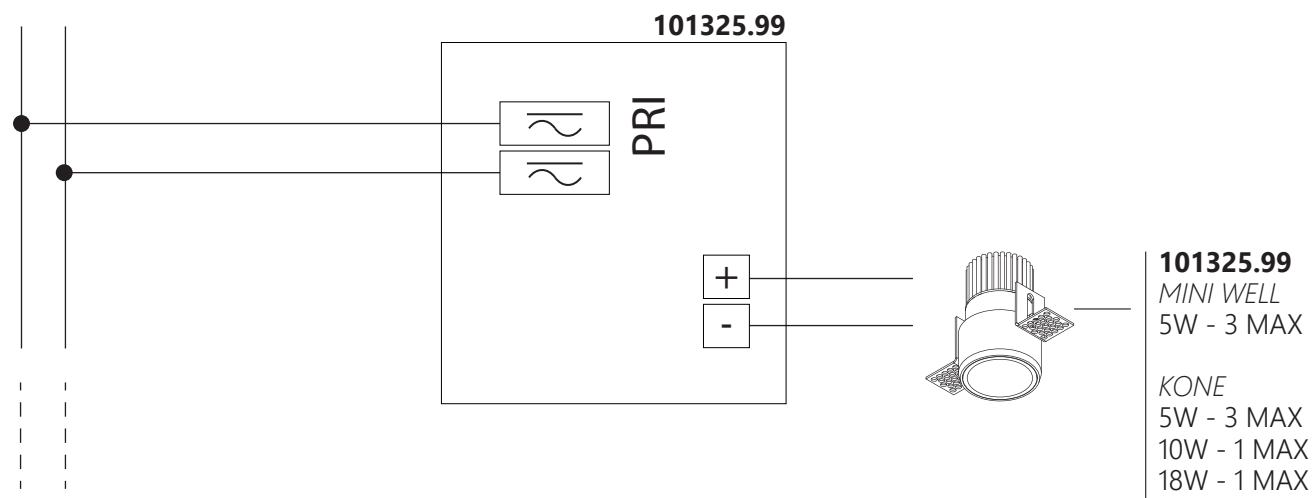 101325.99
PRI
+
-
101325.99
MINI WELL
5W - 3 MAX
KONE
5W - 3 MAX
10W - 1 MAX
18W - 1 MAX